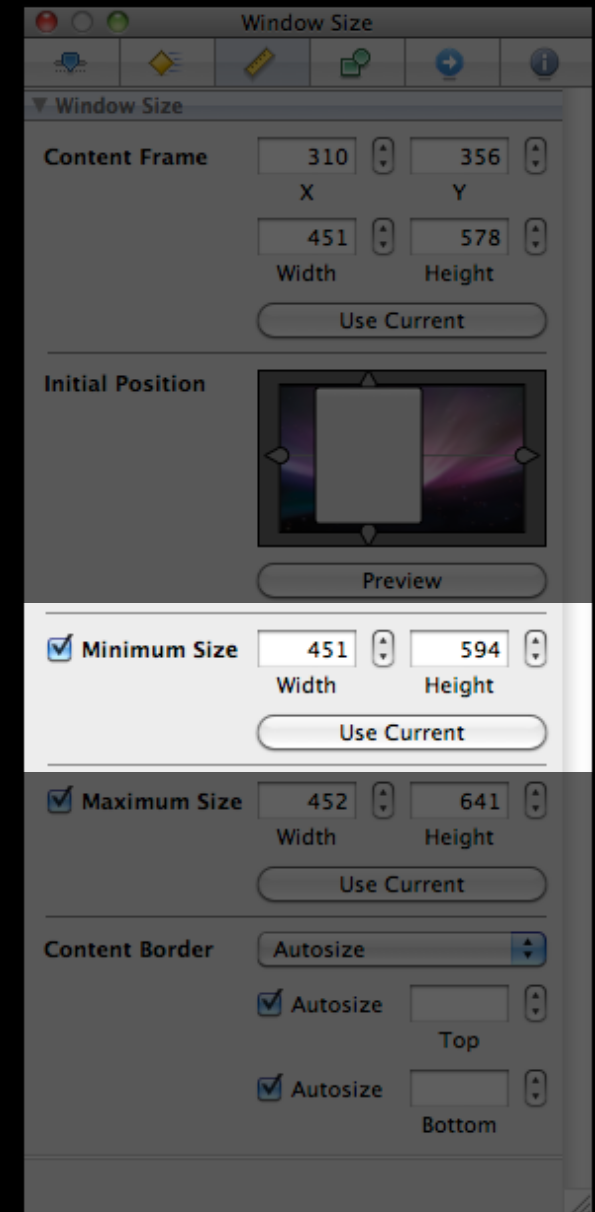 Window Size
Window Size
Content Frame 310 356
X Y
451 578
Width Height
Use Current
Initial Position
Preview
Minimum Size 451 594
Width Height
Use Current
Maximum Size 452 641
Width Height
Use Current
Content Border Autosize
Autosize
Top
Autosize
Bottom